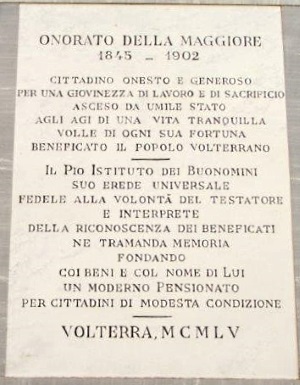 ONORATO DELLA MAGGIORE
1845 - 1902
CITTADINO ONESTO E GENEROSO
PER UNA GIOVINEZZA DI LAVORO E DI SACRIFICIO
ASCESO DA UMILE STATO
AGLI AGI DI UNA VITA TRANQUILLA
VOLLE DI OGNI SUA FORTUNA
BENEFICATO IL POPOLO VOLTERRANO
IL PIO ISTITUTO DEI BUONOMINI
SUO EREDE UNIVERSALE
FEDELE ALLA VOLONTÀ DEL TESTATORE
E INTERPRETE
DELLA RICONOSCENZA DEI BENEFICATI
NE TRAMANDA MEMORIA
FONDANDO
COI BENI E COL NOME DI LUI
UN MODERNO PENSIONATO
PER CITTADINI DI MODESTA CONDIZIONE
VOLTERRA, MCMLV